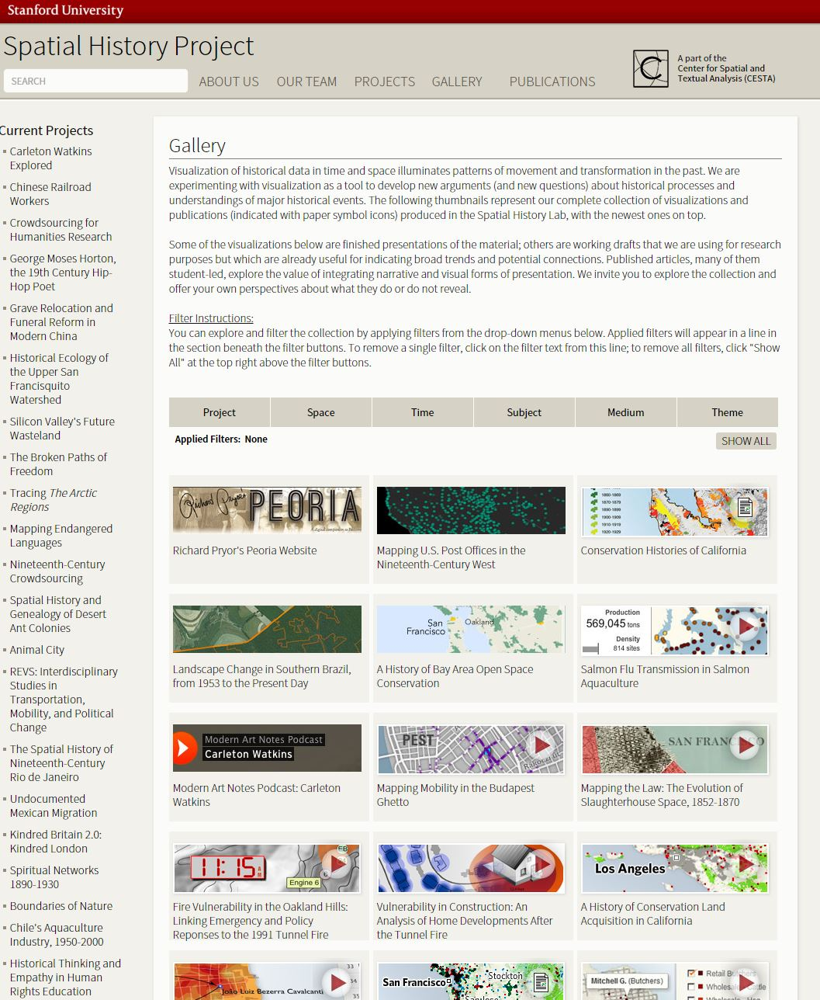 Stanford University
Spatial History Project
SEARCH
ABOUT US
OUR TEAM
PROJECTS
GALLERY
PUBLICATIONS
C
A part of the
Center for Spatial and
Textual Analysis (CESTA)
Current Projects
Carleton Watkins
Explored
Chinese Railroad
Workers
Crowdsourcing for
Humanities Research
George Moses Horton,
the 19th Century Hip-
Hop Poet
Grave Relocation and
Funeral Reform in
Modern China
Historical Ecology of
the Upper San
Francisquito
Watershed
Silicon Valley's Future
Wasteland
The Broken Paths of
Freedom
Tracing The Arctic
Regions
Mapping Endangered
Languages
Nineteenth-Century
Crowdsourcing
Spatial History and
Genealogy of Desert
Ant Colonies
Animal City
REVS: Interdisciplinary
Studies in
Transportation,
Mobility, and Political
Change
The Spatial History of
Nineteenth-Century
Rio de Janeiro
Undocumented
Mexican Migration
Kindred Britain 2.0:
Kindred London
Spiritual Networks
1890-1930
Boundaries of Nature
Chile's Aquaculture
Industry, 1950-2000
Historical Thinking and
Empathy in Human
Rights Education
Gallery
Visualization of historical data in time and space illuminates patterns of movement and transformation in the past. We are
experimenting with visualization as a tool to develop new arguments (and new questions) about historical processes and
understandings of major historical events. The following thumbnails represent our complete collection of visualizations and
publications (indicated with paper symbol icons) produced in the Spatial History Lab, with the newest ones on top.
Some of the visualizations below are finished presentations of the material; others are working drafts that we are using for research
purposes but which are already useful for indicating broad trends and potential connections. Published articles, many of them
student-led, explore the value of integrating narrative and visual forms of presentation. We invite you to explore the collection and
offer your own perspectives about what they do or do not reveal.
Filter Instructions:
You can explore and filter the collection by applying filters from the drop-down menus below. Applied filters will appear in a line in
the section beneath the filter buttons. To remove a single filter, click on the filter text from this line; to remove all filters, click "Show
All" at the top right above the filter buttons.
Project
Space
Time
Subject
Medium
Theme
Applied Filters: None
SHOW ALL
Richard Pryor's PEORIA
Richard Pryor's Peoria Website
Mapping U.S. Post Offices in the
Nineteenth-Century West
1860-1869
1870-1879
1890-1899
1900-1909
1910-1919
1920-1929
Conservation Histories of California
Landscape Change in Southern Brazil,
from 1953 to the Present Day
San
Francisco
Oakland
A History of Bay Area Open Space
Conservation
Production
569,045 tons
Density
814 sites
Salmon Flu Transmission in Salmon
Aquaculture
Modern Art Notes Podcast
Carleton Watkins
Modern Art Notes Podcast: Carleton
Watkins
PEST
Mapping Mobility in the Budapest
Ghetto
SAN FRANCISCO
Mapping the Law: The Evolution of
Slaughterhouse Space, 1852-1870
11:15 AM
EB
6
Engine 6
Fire Vulnerability in the Oakland Hills:
Linking Emergency and Policy
Reponses to the 1991 Tunnel Fire
Vulnerability in Construction: An
Analysis of Home Developments After
the Tunnel Fire
Los Angeles
A History of Conservation Land
Acquisition in California
João Luiz Bezerra Cavalcanti
33
34
35
San Francisco
Stockton
Mitchell G. (Butchers)
Retail Butchers